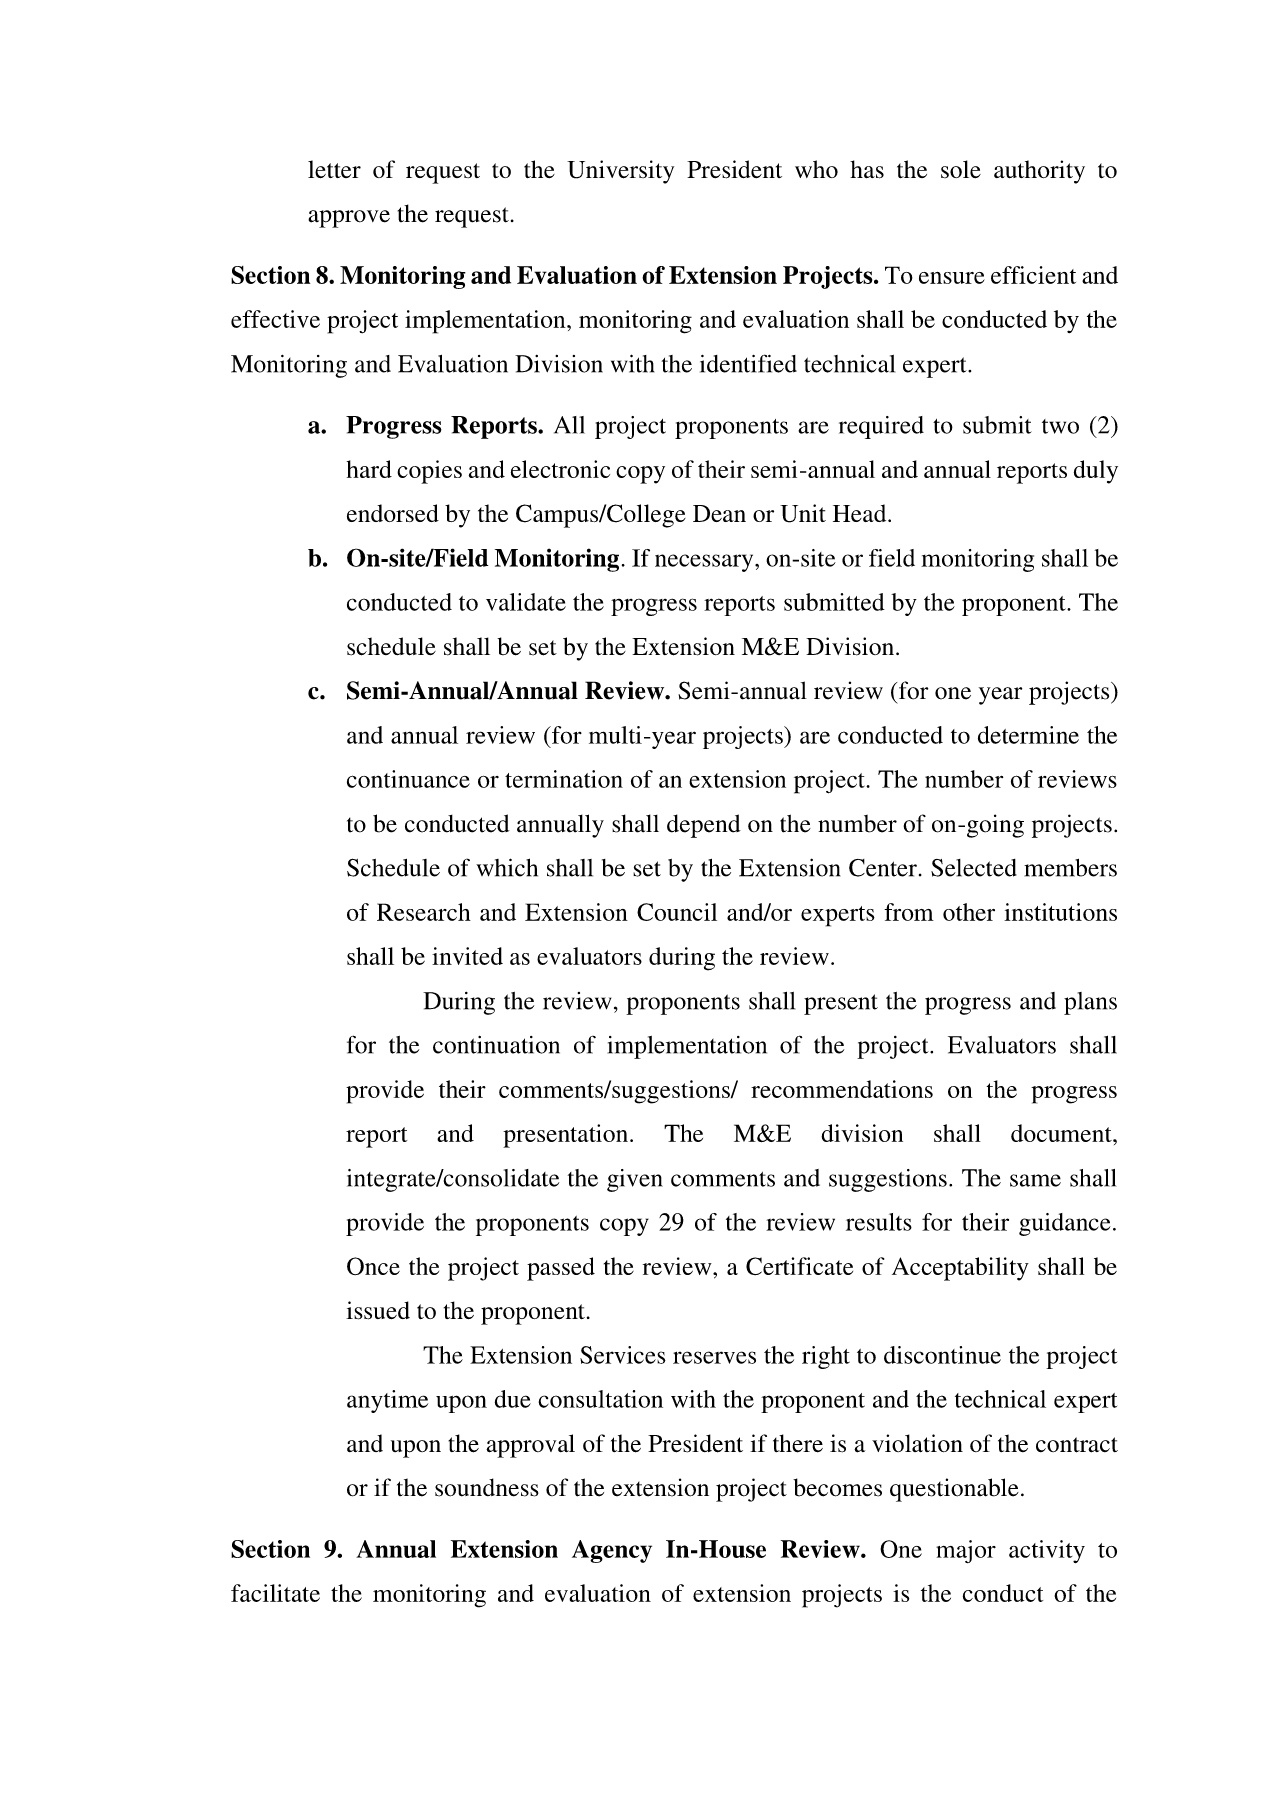 letter of request to the University President who has the sole authority to
approve the request.
Section 8. Monitoring and Evaluation of Extension Projects. To ensure efficient and
effective project implementation, monitoring and evaluation shall be conducted by the
Monitoring and Evaluation Division with the identified technical expert.
a. Progress Reports. All project proponents are required to submit two (2)
hard copies and electronic copy of their semi-annual and annual reports duly
endorsed by the Campus/College Dean or Unit Head.
b. On-site/Field Monitoring. If necessary, on-site or field monitoring shall be
conducted to validate the progress reports submitted by the proponent. The
schedule shall be set by the Extension M&E Division.
c. Semi-Annual/Annual Review. Semi-annual review (for one year projects)
and annual review (for multi-year projects) are conducted to determine the
continuance or termination of an extension project. The number of reviews
to be conducted annually shall depend on the number of on-going projects.
Schedule of which shall be set by the Extension Center. Selected members
of Research and Extension Council and/or experts from other institutions
shall be invited as evaluators during the review.
During the review, proponents shall present the progress and plans
for the continuation of implementation of the project. Evaluators shall
provide their comments/suggestions/ recommendations on the progress
report and presentation. The M&E division shall document,
integrate/consolidate the given comments and suggestions. The same shall
provide the proponents copy 29 of the review results for their guidance.
Once the project passed the review, a Certificate of Acceptability shall be
issued to the proponent.
The Extension Services reserves the right to discontinue the project
anytime upon due consultation with the proponent and the technical expert
and upon the approval of the President if there is a violation of the contract
or if the soundness of the extension project becomes questionable.
Section 9. Annual Extension Agency In-House Review. One major activity to
facilitate the monitoring and evaluation of extension projects is the conduct of the